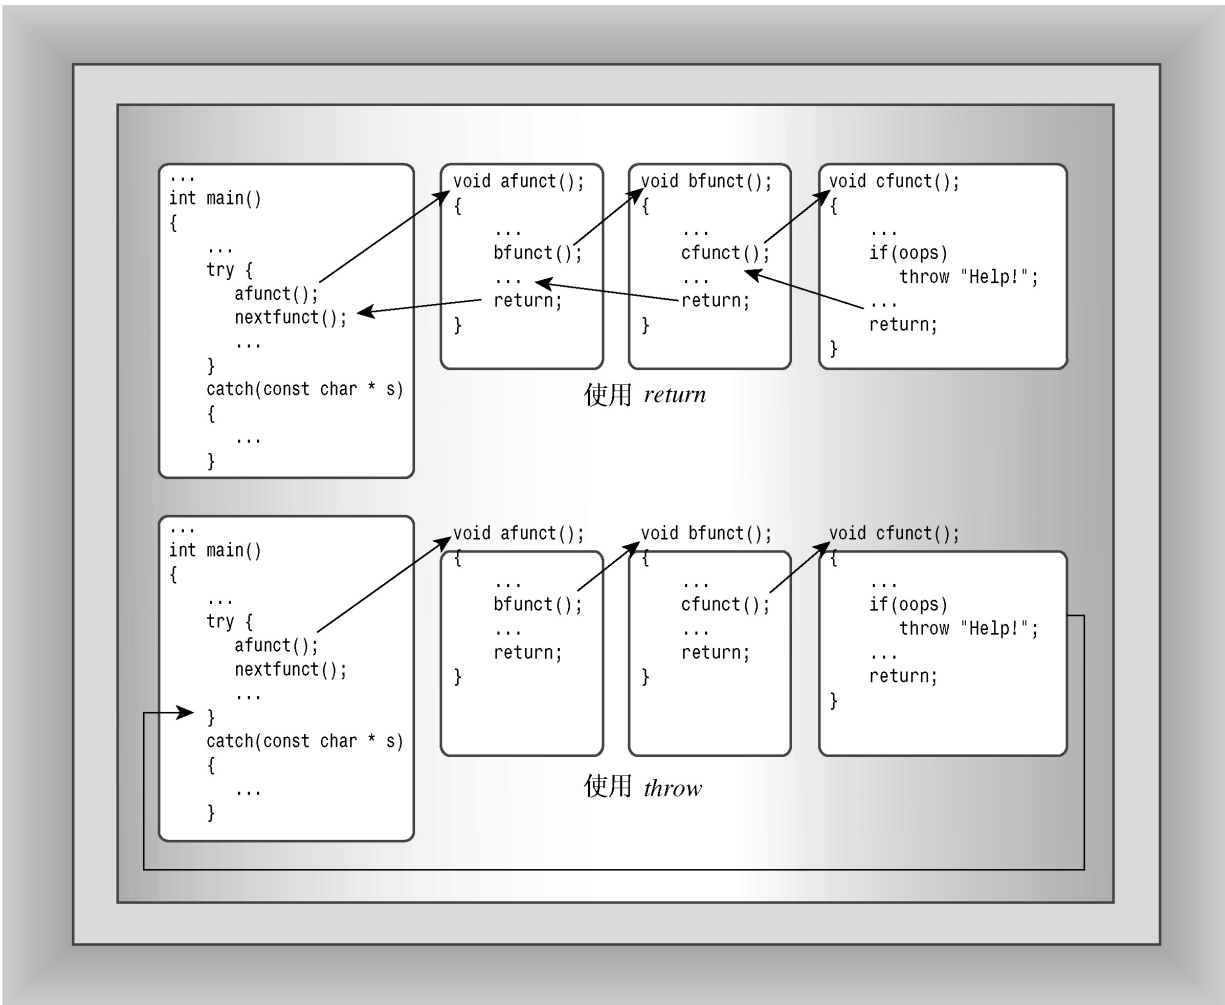 ...
int main()
{
...
try {
afunct();
nextfunct();
...
}
catch(const char * s)
{
...
}
void afunct();
{
...
bfunct();
...
return;
}
void bfunct();
{
...
cfunct();
...
return;
}
void cfunct();
{
...
if(oops)
throw "Help!";
...
return;
}
使用 return
...
int main()
{
...
try {
afunct();
nextfunct();
...
}
catch(const char * s)
{
...
}
void afunct();
{
...
bfunct();
...
return;
}
void bfunct();
{
...
cfunct();
...
return;
}
void cfunct();
{
...
if(oops)
throw "Help!";
...
return;
}
使用 throw